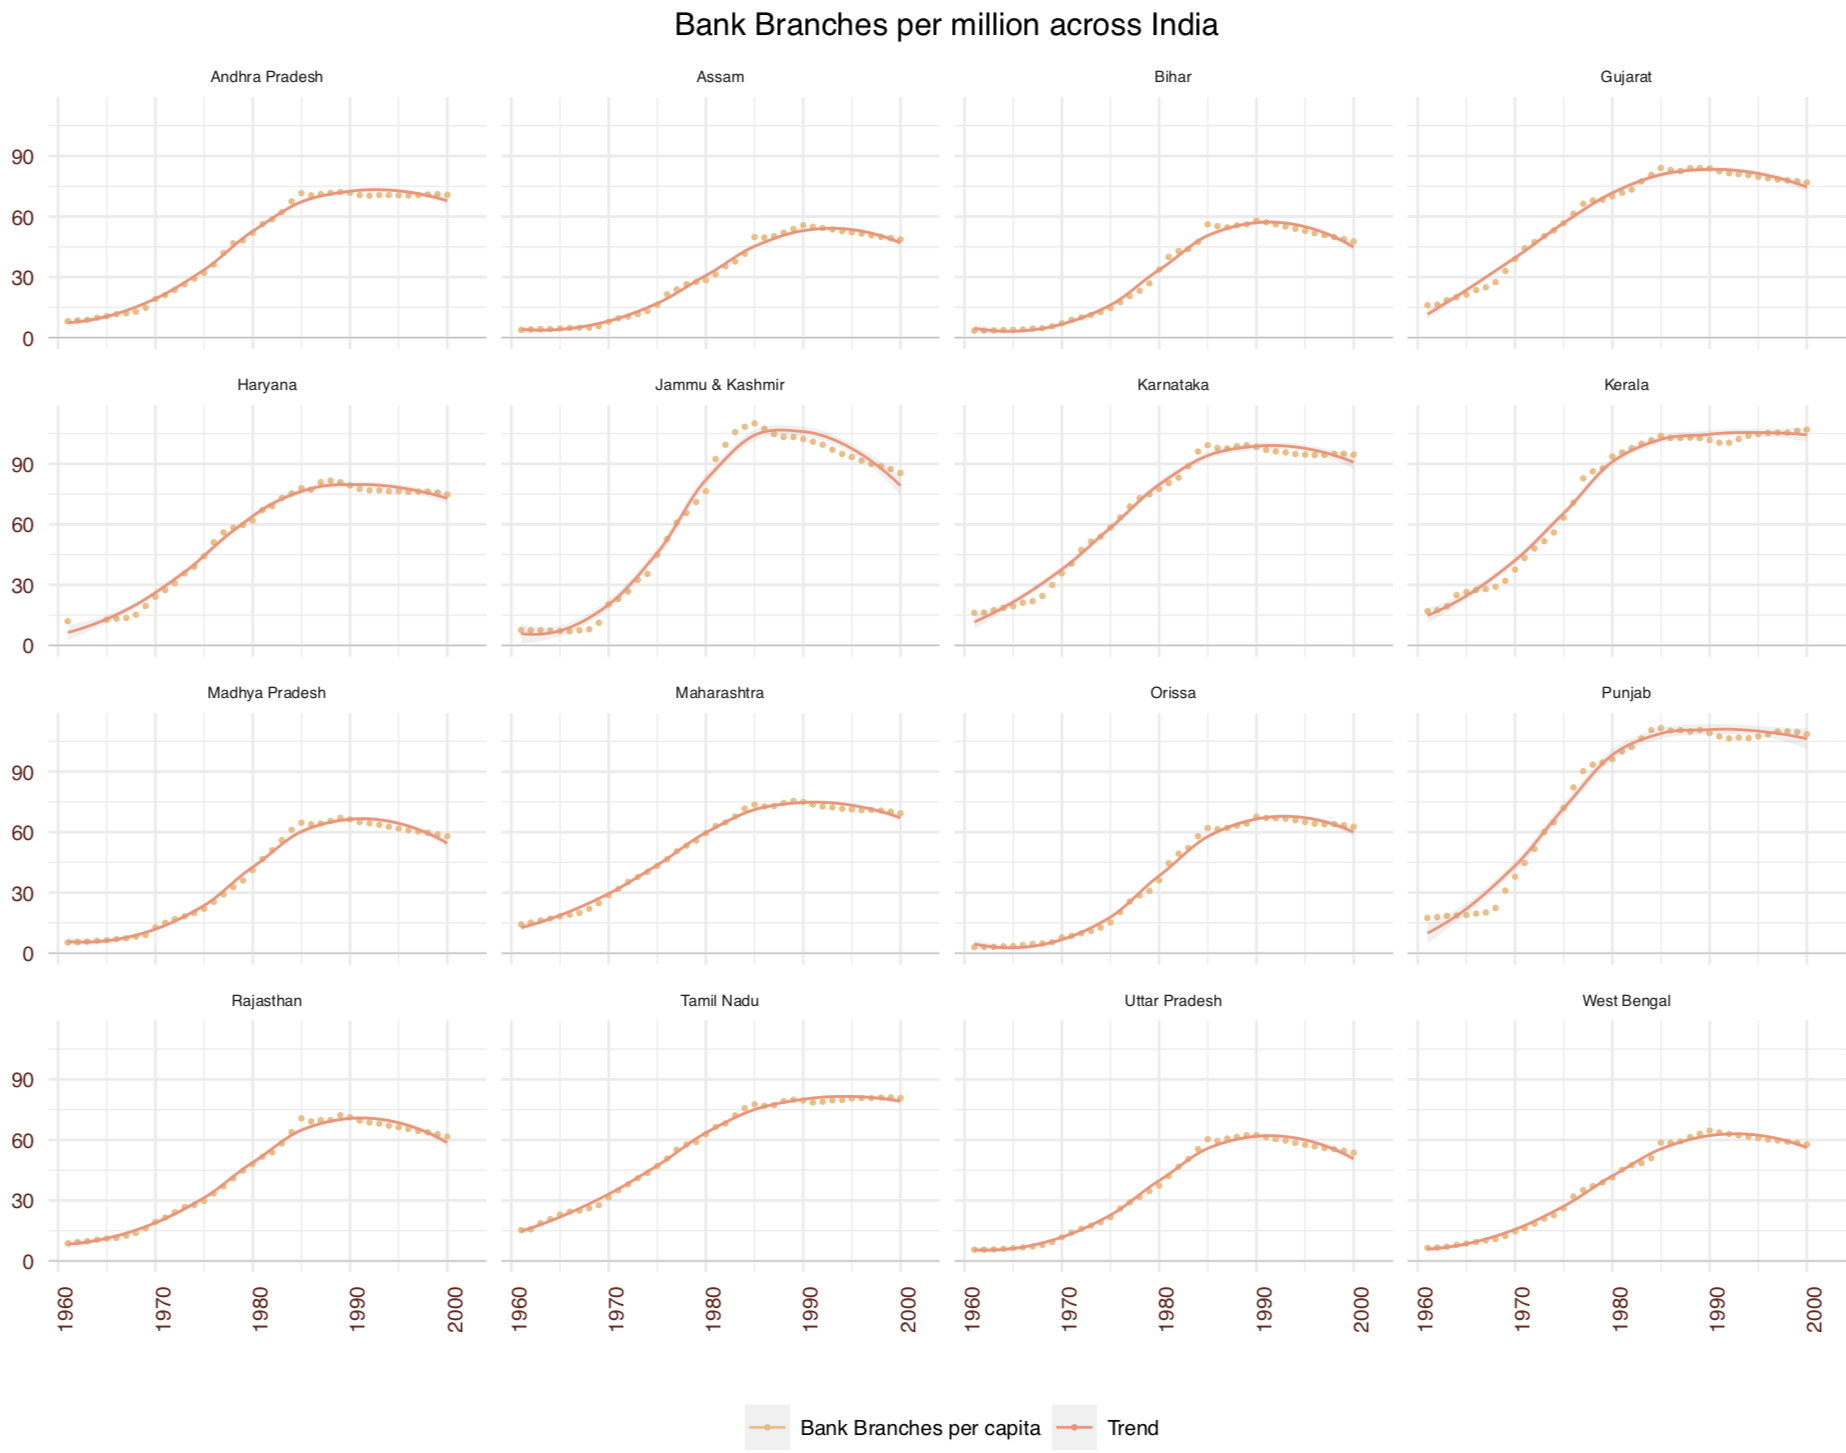 Bank Branches per million across India
Andhra Pradesh Assam Bihar Gujarat
90
60
30
0
Haryana Jammu & Kashmir Karnataka Kerala
90
60
30
0
Madhya Pradesh Maharashtra Orissa Punjab
90
60
30
0
Rajasthan Tamil Nadu Uttar Pradesh West Bengal
90
60
30
0
1960 1970 1980 1990 2000 1960 1970 1980 1990 2000 1960 1970 1980 1990 2000 1960 1970 1980 1990 2000
Bank Branches per capita Trend